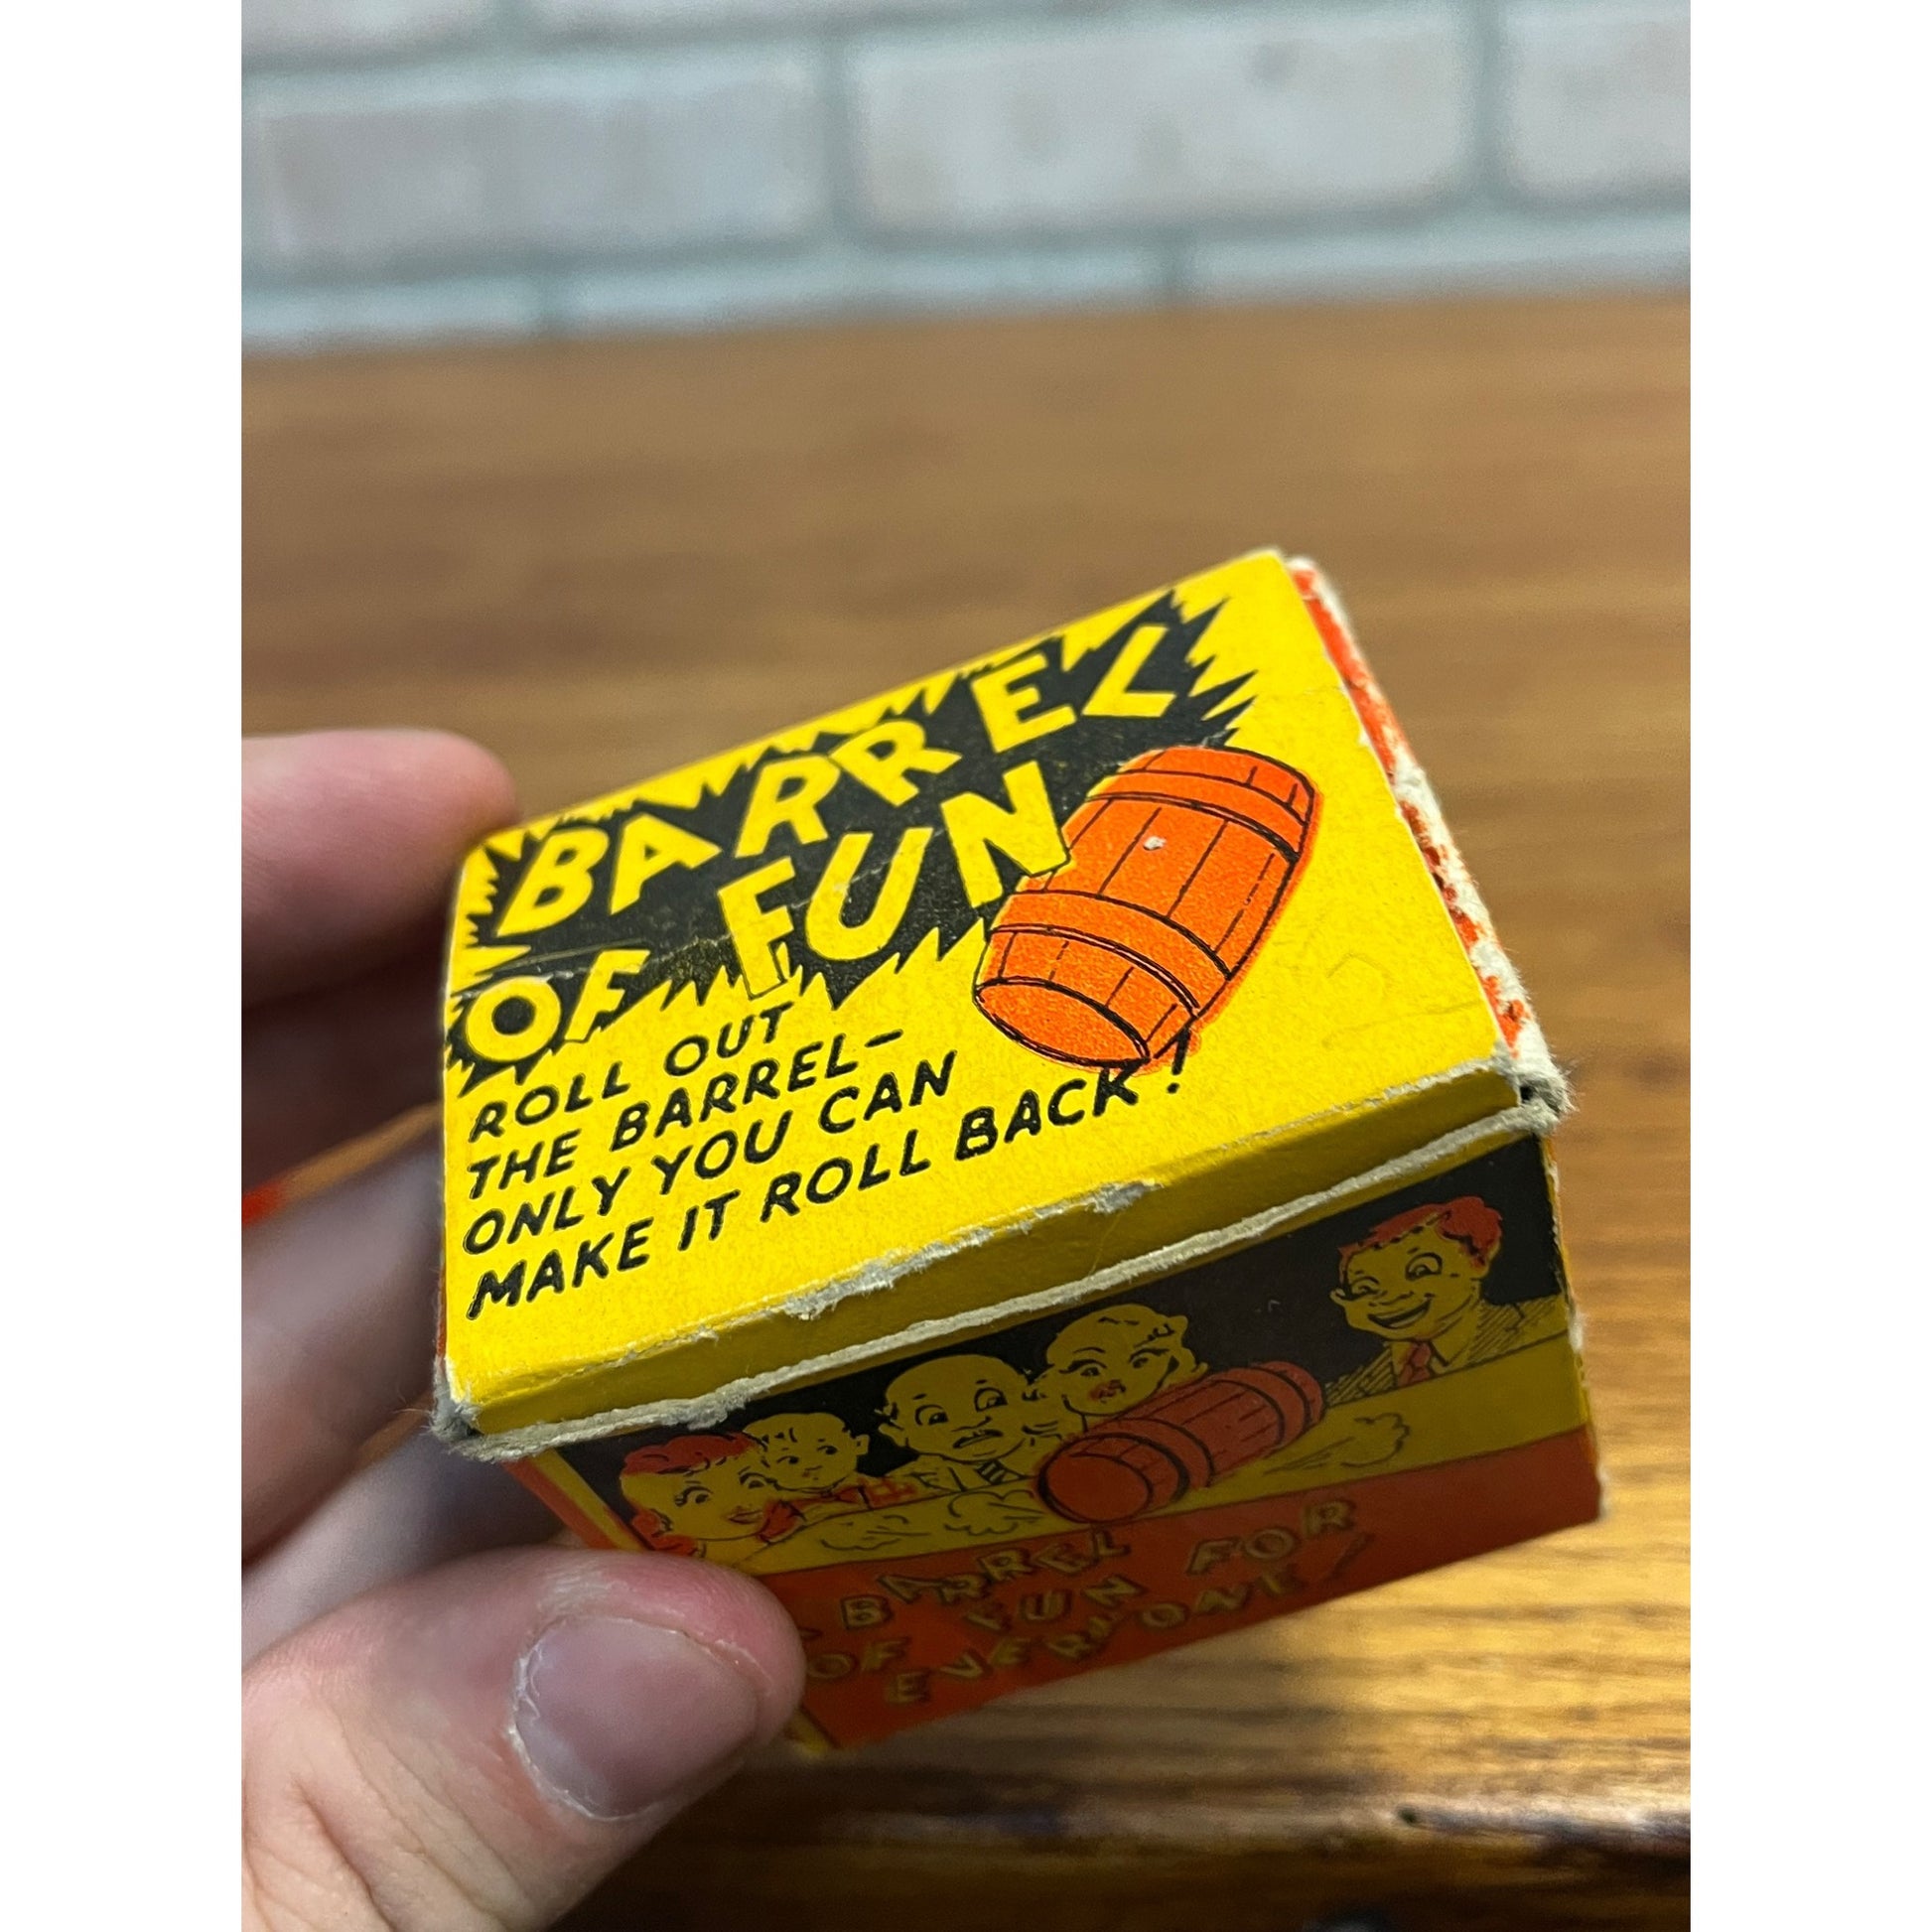 BARREL
OF FUN
ROLL OUT
THE BARREL-
ONLY YOU CAN
MAKE IT ROLL BACK!
BARREL
OF FUN FOR
EVERYONE!